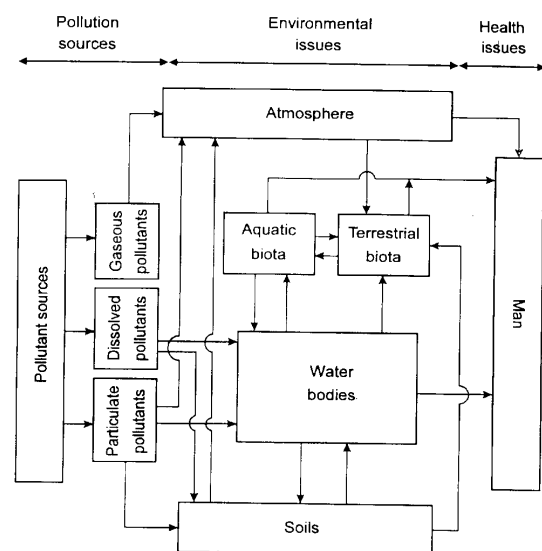 Pollution
sources
Environmental
issues
Health
issues
Atmosphere
Pollutant sources
Gaseous
pollutants
Aquatic
biota
Terrestrial
biota
Man
Dissolved
pollutants
Water
bodies
Particulate
pollutants
Soils